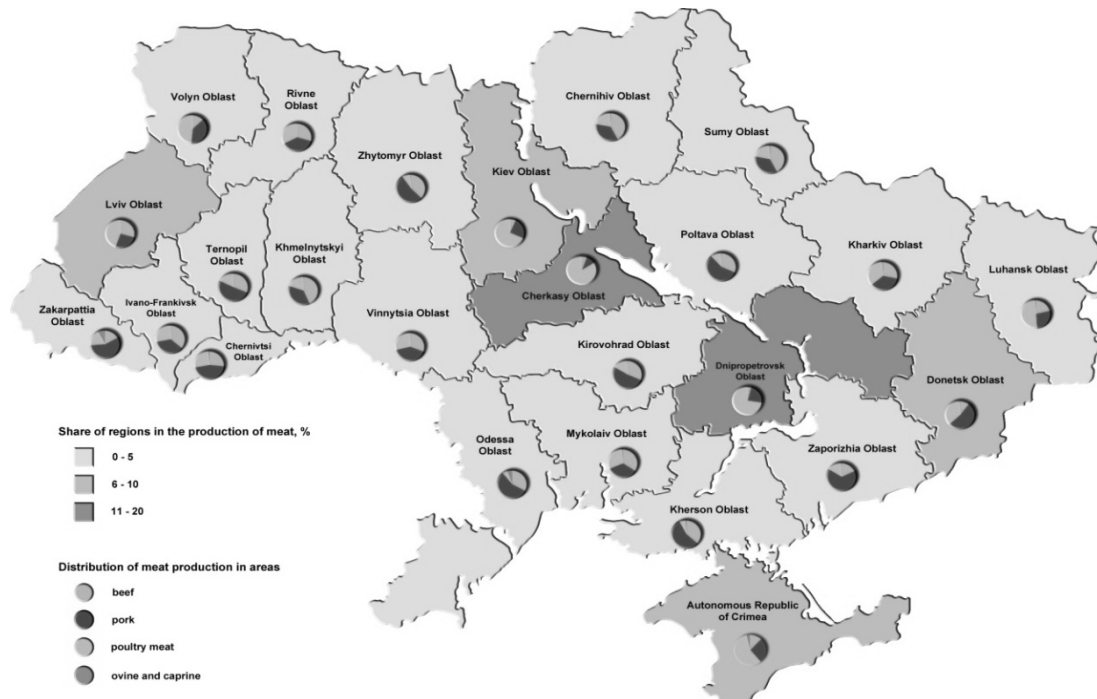 Volyn Oblast
Rivne
Oblast
Chernihiv Oblast
Sumy Oblast
Zhytomyr Oblast
Kiev Oblast
Lviv Oblast
Ternopil
Oblast
Khmelnytskyi
Oblast
Poltava Oblast
Kharkiv Oblast
Luhansk Oblast
Zakarpattia
Oblast
Ivano-Frankivsk
Oblast
Chernivtsi
Oblast
Vinnytsia Oblast
Cherkasy Oblast
Kirovohrad Oblast
Dnipropetrovsk
Oblast
Donetsk Oblast
Odessa
Oblast
Mykolaiv Oblast
Zaporizhia Oblast
Kherson Oblast
Autonomous Republic
of Crimea
Share of regions in the production of meat, %
0 - 5
6 - 10
11 - 20
Distribution of meat production in areas
beef
pork
poultry meat
ovine and caprine